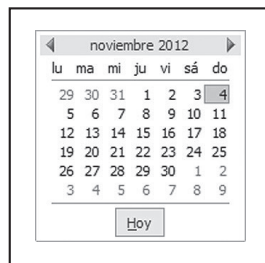 noviembre 2012
lu ma mi ju vi sá do
29 30 31 1 2 3 4
5 6 7 8 9 10 11
12 13 14 15 16 17 18
19 20 21 22 23 24 25
26 27 28 29 30 1 2
3 4 5 6 7 8 9
Hoy